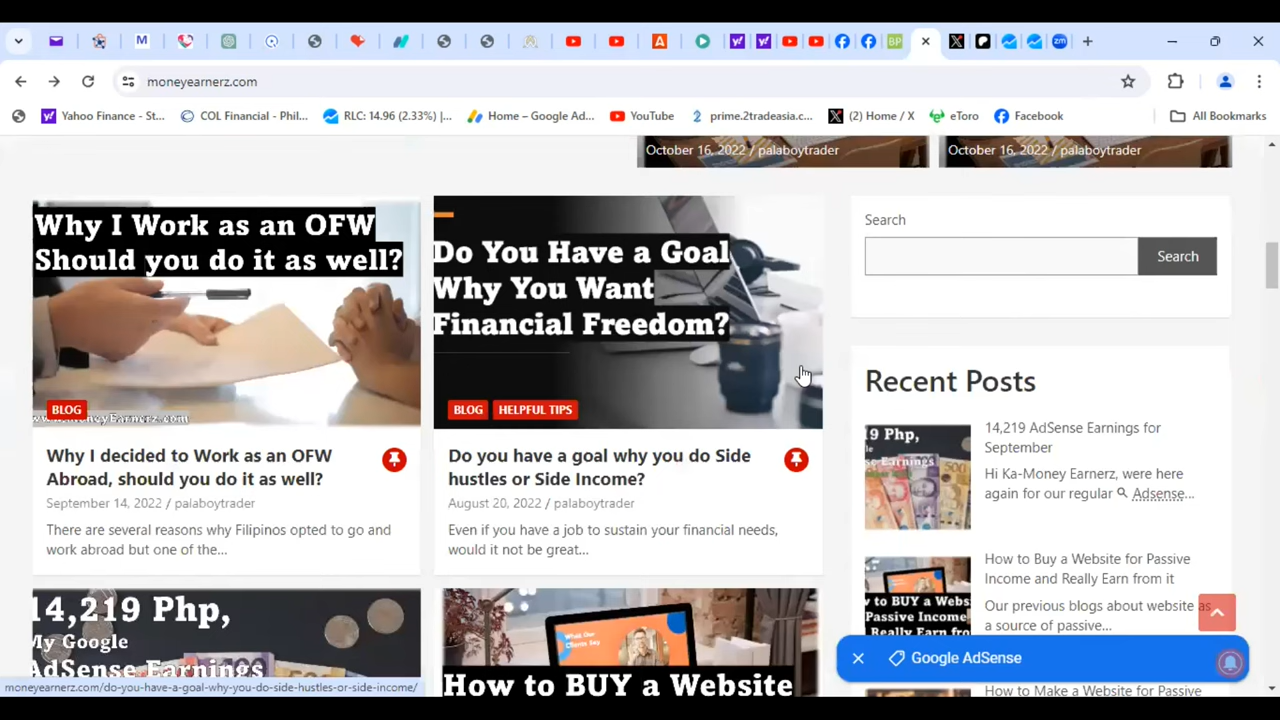 moneyearnerz.com
Yahoo Finance - St...
COL Financial - Phil...
RLC: 14.96 (2.33%) |...
Home – Google Ad...
YouTube
prime.2tradeasia.c...
(2) Home / X
eToro
Facebook
All Bookmarks
October 16, 2022 / palaboytrader
October 16, 2022 / palaboytrader
Why I Work as an OFW
Should you do it as well?
BLOG
www.MoneyEarnerz.com
Why I decided to Work as an OFW
Abroad, should you do it as well?
September 14, 2022 / palaboytrader
There are several reasons why Filipinos opted to go and
work abroad but one of the...
Do You Have a Goal
Why You Want
Financial Freedom?
BLOG
HELPFUL TIPS
Do you have a goal why you do Side
hustles or Side Income?
August 20, 2022 / palaboytrader
Even if you have a job to sustain your financial needs,
would it not be great...
14,219 Php,
My Google
AdSense Earnings
How to BUY a Website
Search
Search
Recent Posts
14,219 AdSense Earnings for
September
Hi Ka-Money Earnerz, were here
again for our regular Adsense...
How to Buy a Website for Passive
Income and Really Earn from it
Our previous blogs about website as
a source of passive...
Google AdSense
How to Make a Website for Passive
moneyearnerz.com/do-you-have-a-goal-why-you-do-side-hustles-or-side-income/